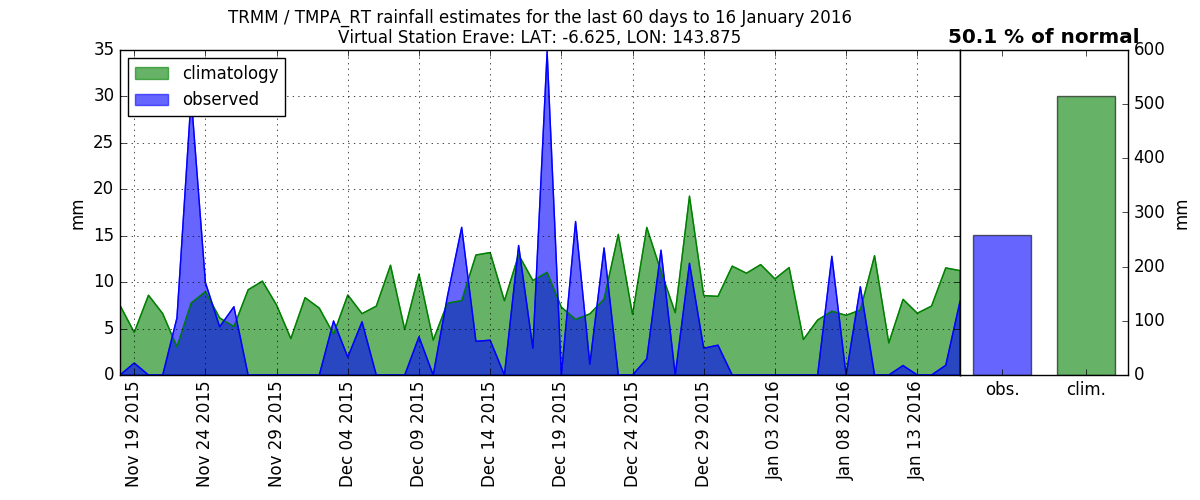 TRMM / TMPA_RT rainfall estimates for the last 60 days to 16 January 2016
Virtual Station Erave: LAT: -6.625, LON: 143.875
50.1 % of normal
climatology
observed
mm
35
30
25
20
15
10
5
0
Nov 19 2015
Nov 24 2015
Nov 29 2015
Dec 04 2015
Dec 09 2015
Dec 14 2015
Dec 19 2015
Dec 24 2015
Dec 29 2015
Jan 03 2016
Jan 08 2016
Jan 13 2016
obs.
clim.
600
500
400
300
200
100
0
mm